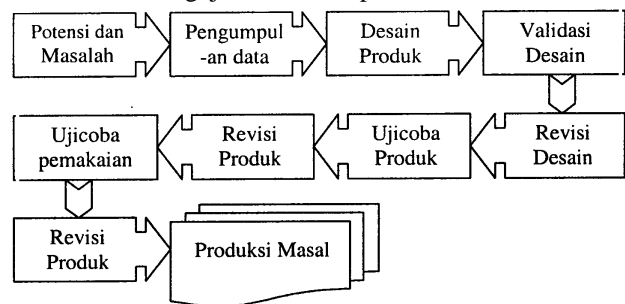 Potensi dan
Masalah
Pengumpul
-an data
Desain
Produk
Validasi
Desain
Revisi
Desain
Ujicoba
Produk
Revisi
Produk
Ujicoba
pemakaian
Revisi
Produk
Produksi Masal